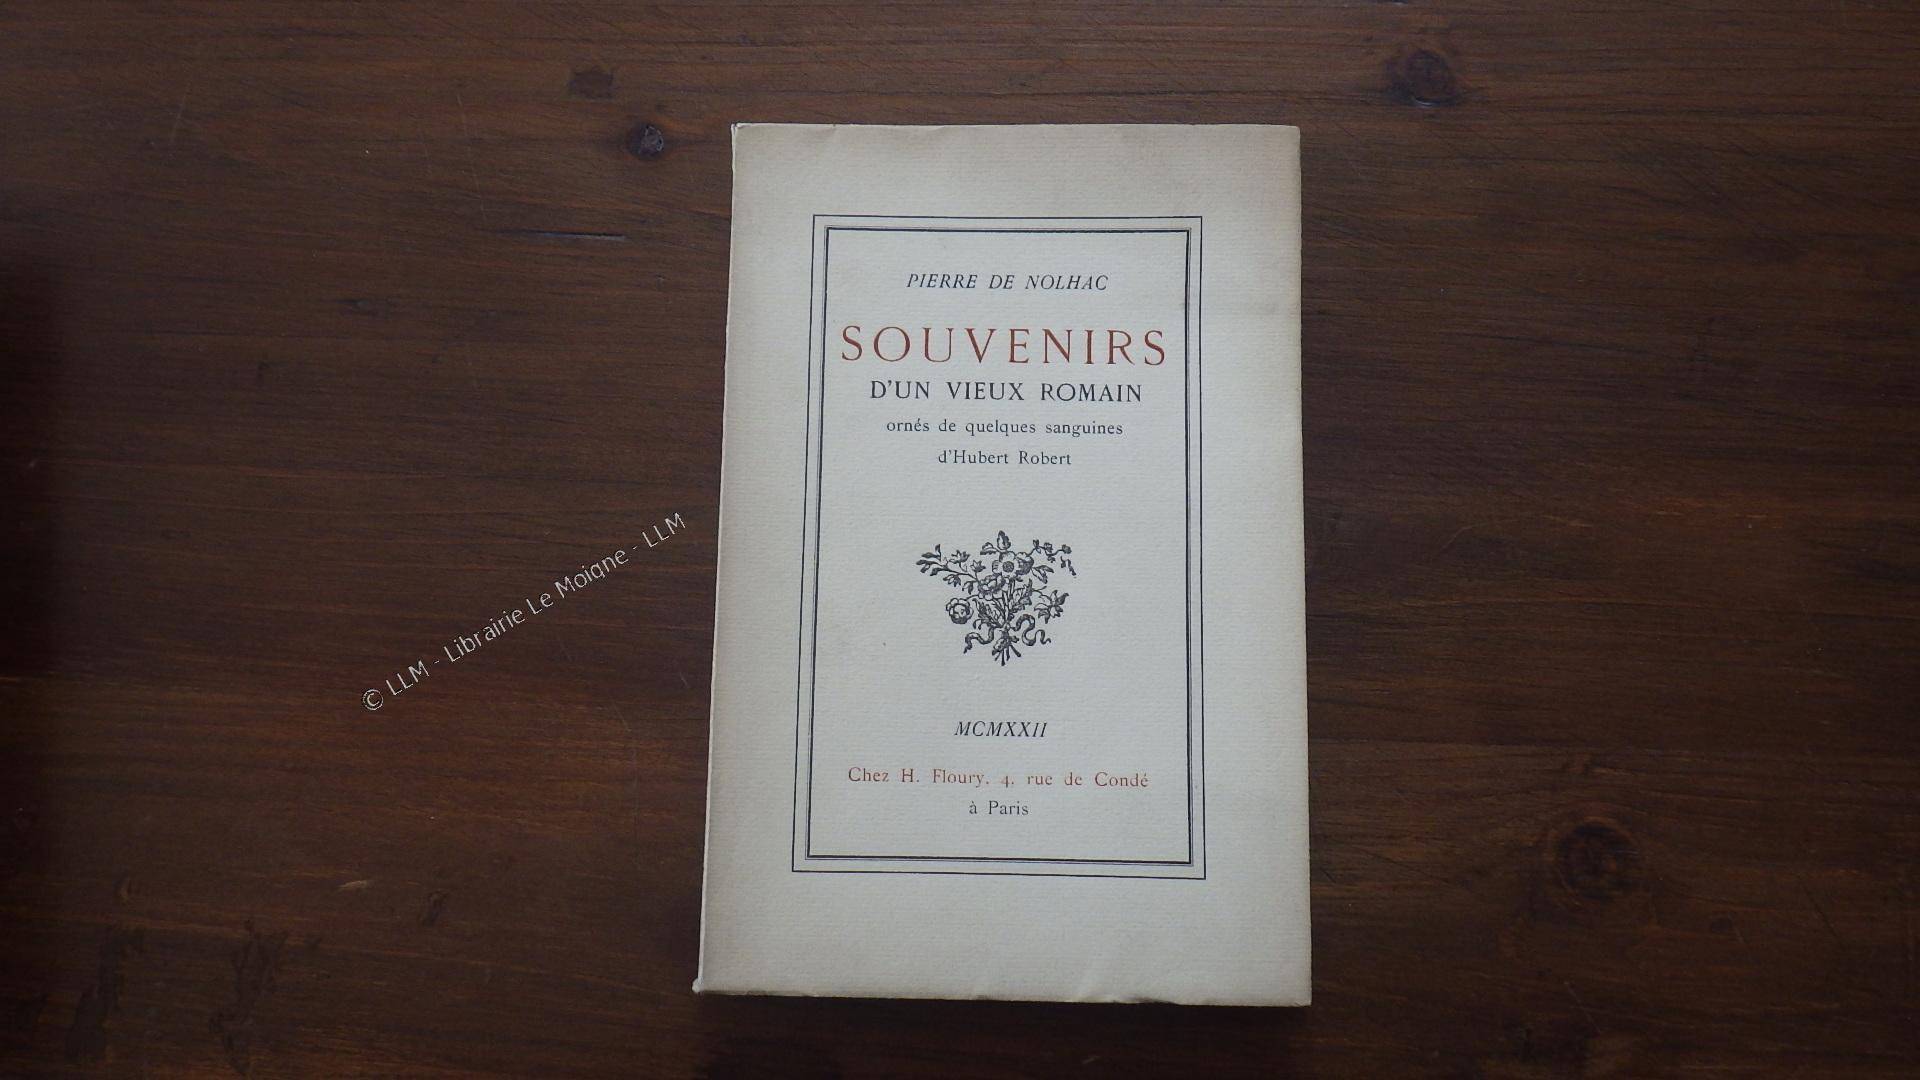 PIERRE DE NOLHAC
SOUVENIRS
D'UN VIEUX ROMAIN
ornés de quelques sanguines
d'Hubert Robert
MCMXXII
Chez H. Floury, 4, rue de Condé
à Paris
© LLM - Librairie Le Moigne - LLM